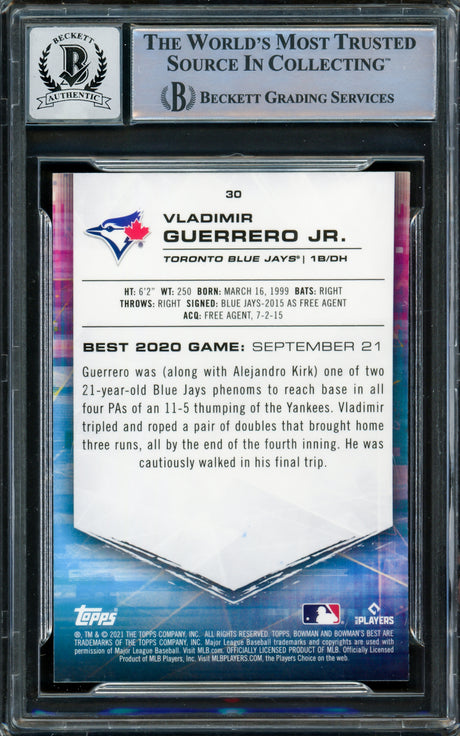 BECKETT
B
AUTHENTIC
THE WORLD'S MOST TRUSTED
SOURCE IN COLLECTING™
B BECKETT GRADING SERVICES
30
VLADIMIR
GUERRERO JR.
TORONTO BLUE JAYS® | 1B/DH
HT: 6'2" WT: 250 BORN: MARCH 16, 1999 BATS: RIGHT
THROWS: RIGHT SIGNED: BLUE JAYS-2015 AS FREE AGENT
ACQ: FREE AGENT, 7-2-15
BEST 2020 GAME: SEPTEMBER 21
Guerrero was (along with Alejandro Kirk) one of two
21-year-old Blue Jays phenoms to reach base in all
four PAs of an 11-5 thumping of the Yankees. Vladimir
tripled and roped a pair of doubles that brought home
three runs, all by the end of the fourth inning. He was
cautiously walked in his final trip.
Topps
MLB PLAYERS
®, TM & © 2021 THE TOPPS COMPANY, INC. ALL RIGHTS RESERVED. TOPPS, BOWMAN AND BOWMAN'S BEST ARE
TRADEMARKS OF THE TOPPS COMPANY, INC. Major League Baseball trademarks and copyrights are used with
permission of Major League Baseball. Visit MLB.com. OFFICIALLY LICENSED PRODUCT OF MLB. Officially Licensed
Product of MLB Players, Inc. Visit MLBPLAYERS.COM, the Players Choice on the web.